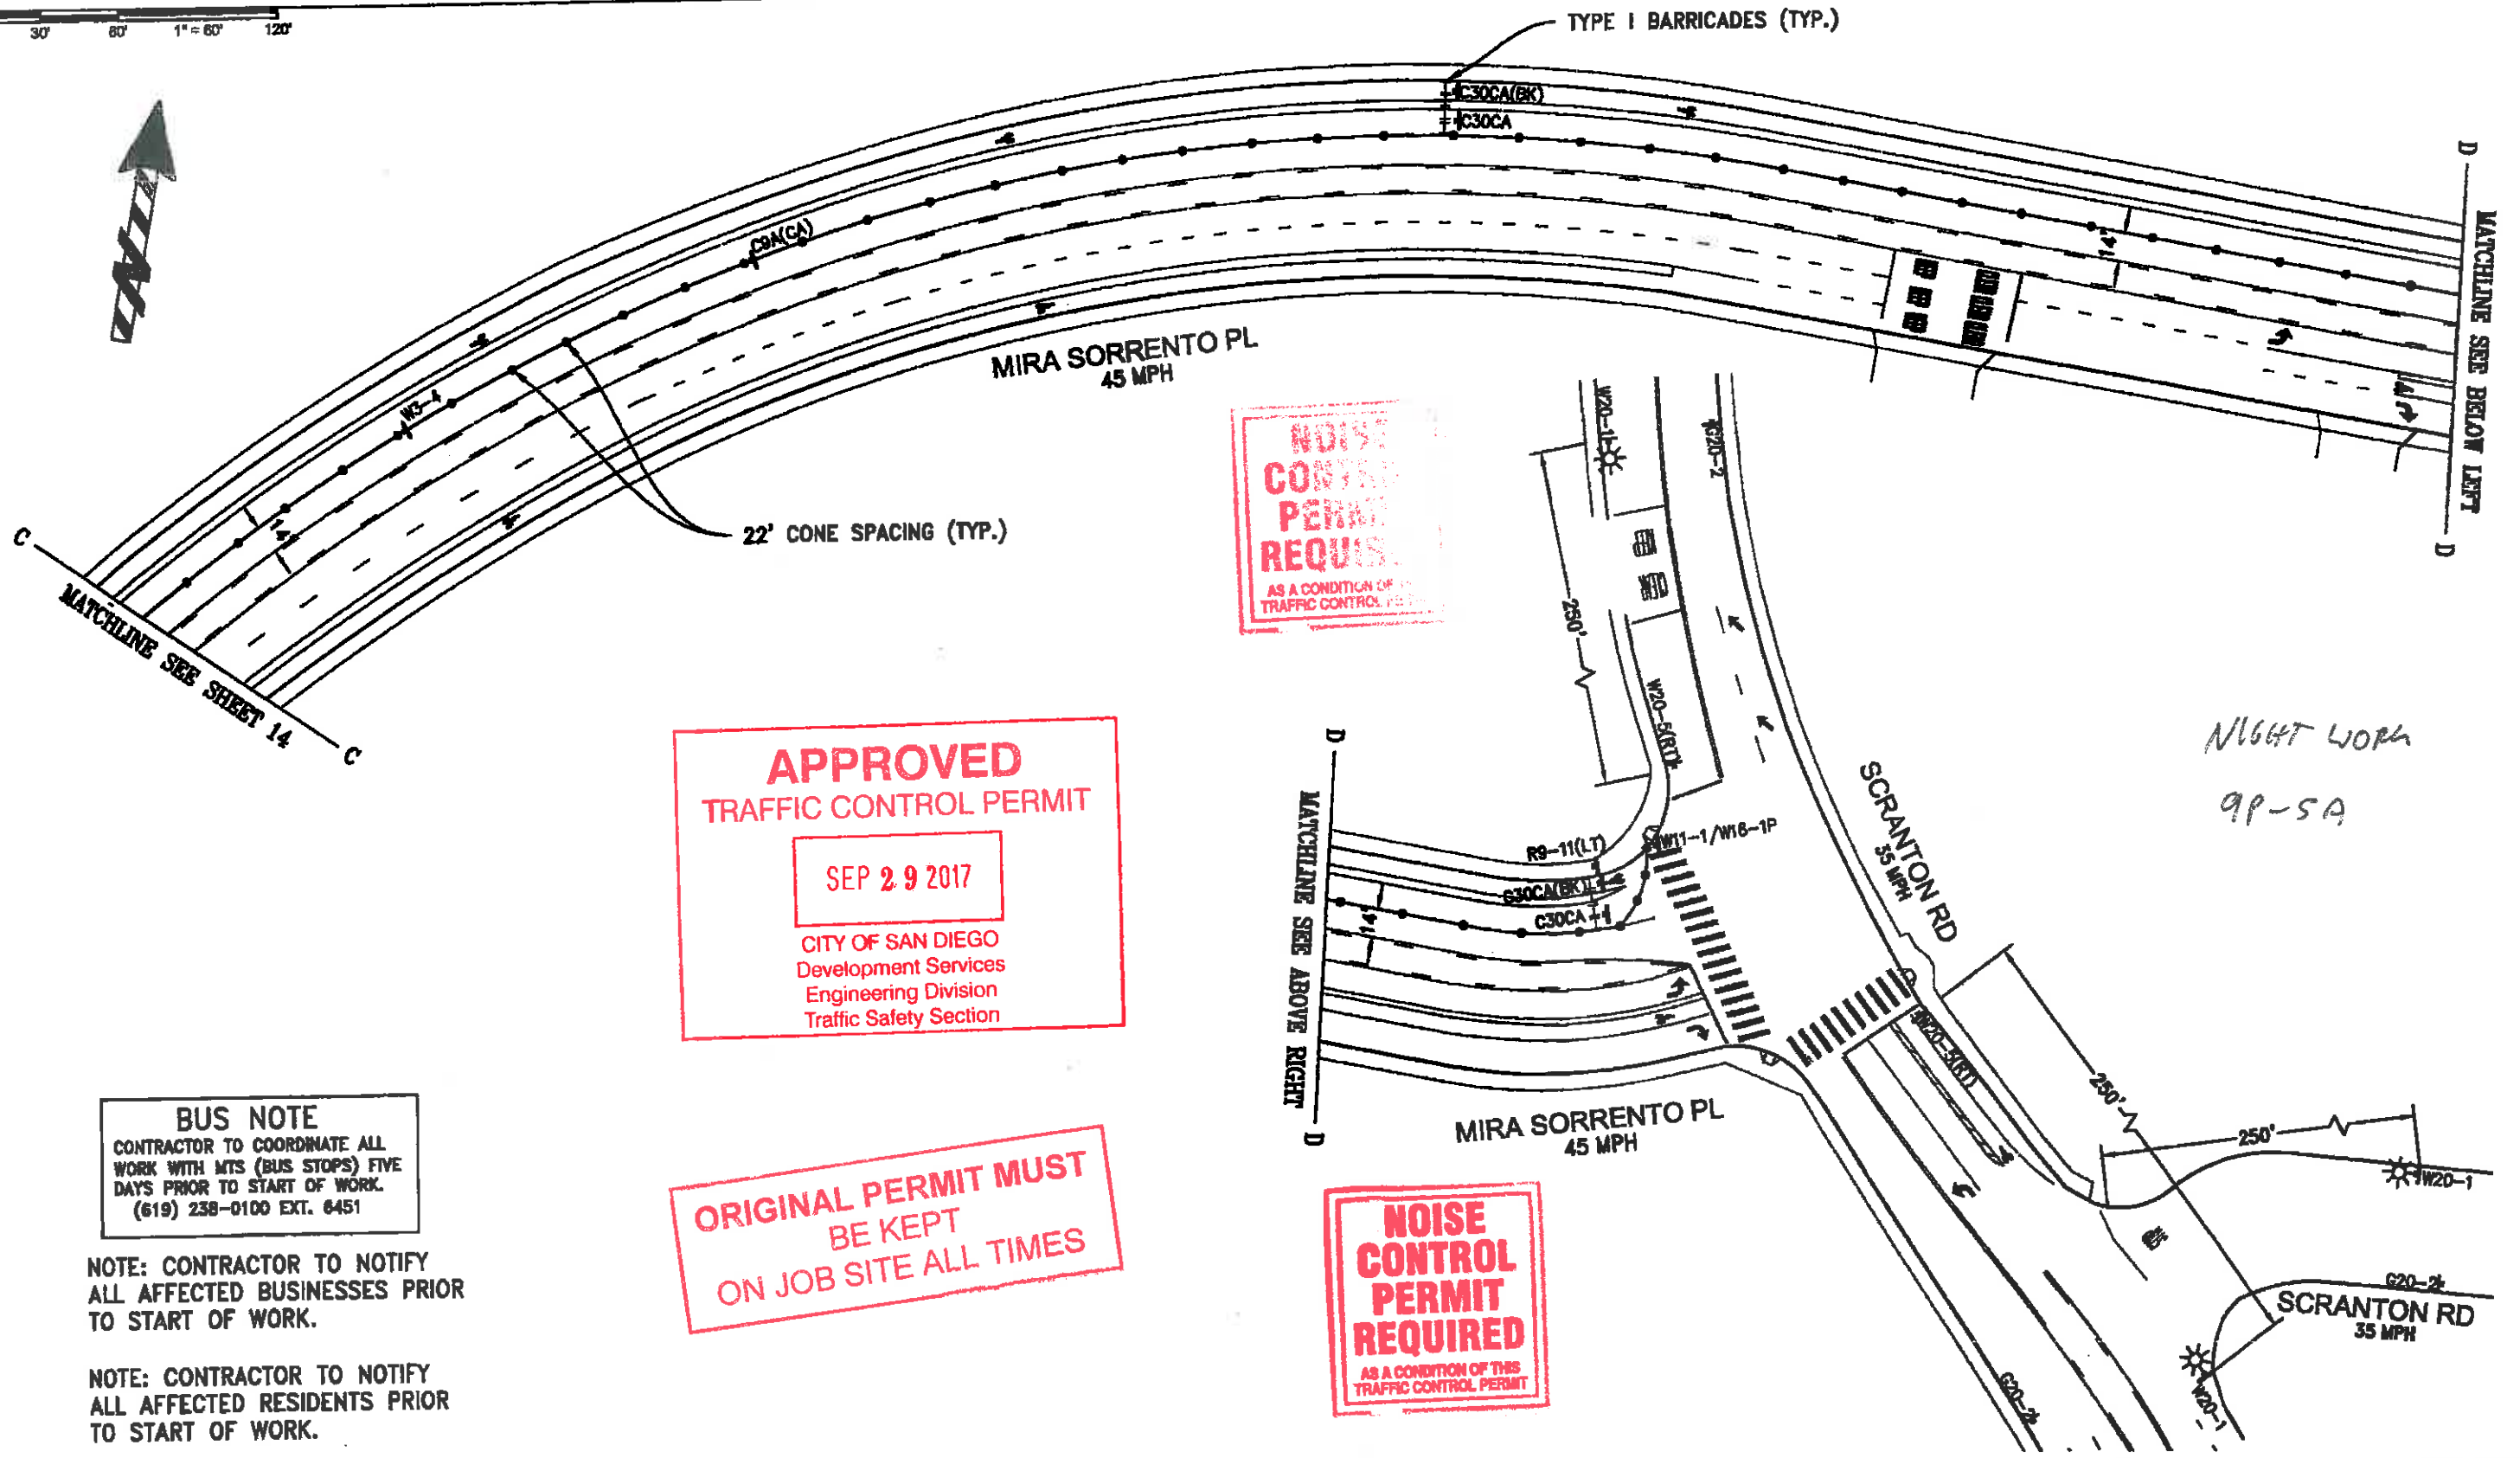 30'
60'
1" = 60'
120'
TYPE I BARRICADES (TYP.)
C30CA(BK)
C30CA
C9A(CA)
W3-4
14'
14'
MIRA SORRENTO PL
45 MPH
22' CONE SPACING (TYP.)
D
MATCHLINE SEE BELOW LEFT
D
C
MATCHLINE SEE SHEET 14
C
N
NOISE
AS A CONDITION OF
TRAFFIC CONTROL
W20-1
G20-2
250'
W20-5(RT)
SCRANTON RD
35 MPH
NIGHT WORK
9P-5A
APPROVED
TRAFFIC CONTROL PERMIT
SEP 29 2017
CITY OF SAN DIEGO
Development Services
Engineering Division
Traffic Safety Section
D
MATCHLINE SEE ABOVE RIGHT
D
R9-11(LT)
W11-1/W16-1P
C30CA(BK)
C30CA
14'
MIRA SORRENTO PL
45 MPH
W20-5(RT)
250'
250'
W20-1
G20-2
SCRANTON RD
35 MPH
W20-1
G20-2
BUS NOTE
CONTRACTOR TO COORDINATE ALL
WORK WITH MTS (BUS STOPS) FIVE
DAYS PRIOR TO START OF WORK.
(619) 238-0100 EXT. 6451
NOTE: CONTRACTOR TO NOTIFY
ALL AFFECTED BUSINESSES PRIOR
TO START OF WORK.
NOTE: CONTRACTOR TO NOTIFY
ALL AFFECTED RESIDENTS PRIOR
TO START OF WORK.
ORIGINAL PERMIT MUST
BE KEPT
ON JOB SITE ALL TIMES
NOISE
CONTROL
PERMIT
REQUIRED
AS A CONDITION OF THIS
TRAFFIC CONTROL PERMIT